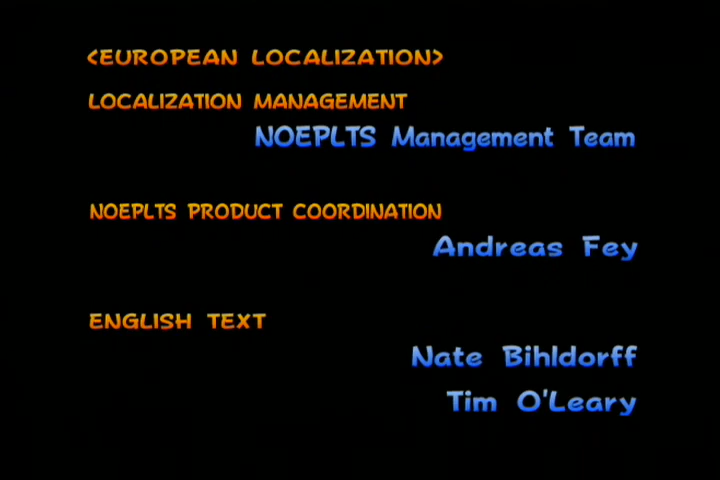 <EUROPEAN LOCALIZATION>
LOCALIZATION MANAGEMENT
NOEPLTS Management Team
NOEPLTS PRODUCT COORDINATION
Andreas Fey
ENGLISH TEXT
Nate Bihldorff
Tim O'Leary